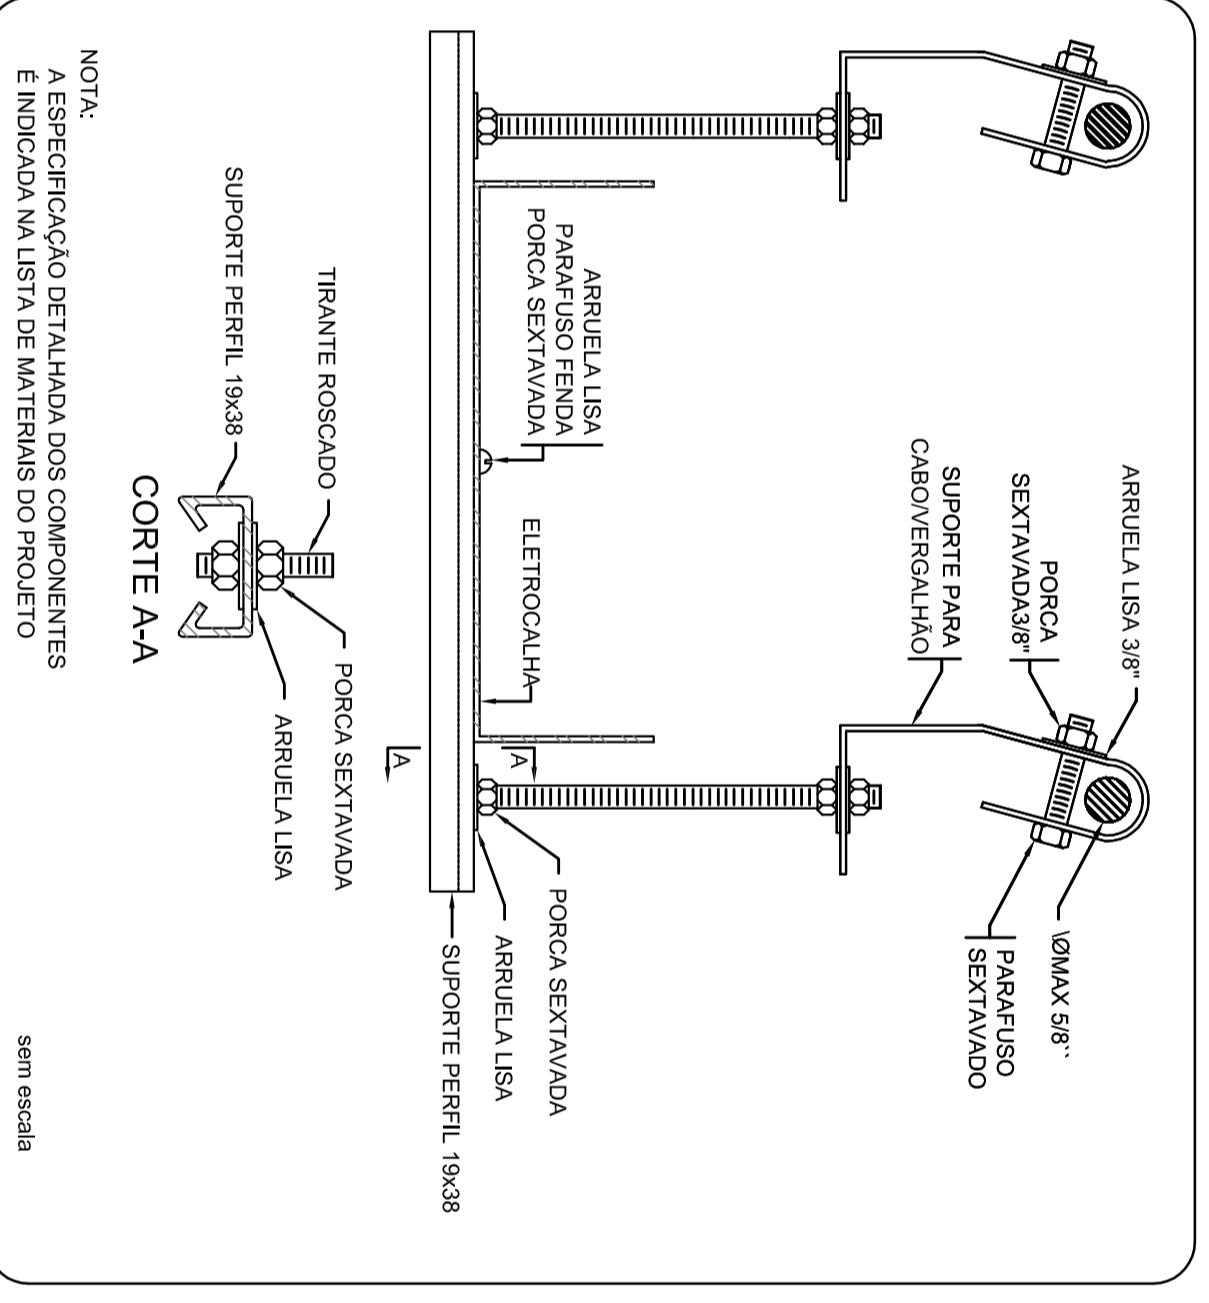 ARRUELA LISA 3/8"
PORCA
SEXTAVADA3/8"
SUPORTE PARA
CABO/VERGALHÃO
\ØMAX 5/8``
PARAFUSO
SEXTAVADO
ARRUELA LISA
PARAFUSO FENDA
PORCA SEXTAVADA
ELETROCALHA
A
A
PORCA SEXTAVADA
ARRUELA LISA
SUPORTE PERFIL 19x38
TIRANTE ROSCADO
SUPORTE PERFIL 19x38
PORCA SEXTAVADA
ARRUELA LISA
CORTE A-A
NOTA:
A ESPECIFICAÇÃO DETALHADA DOS COMPONENTES
É INDICADA NA LISTA DE MATERIAIS DO PROJETO
sem escala